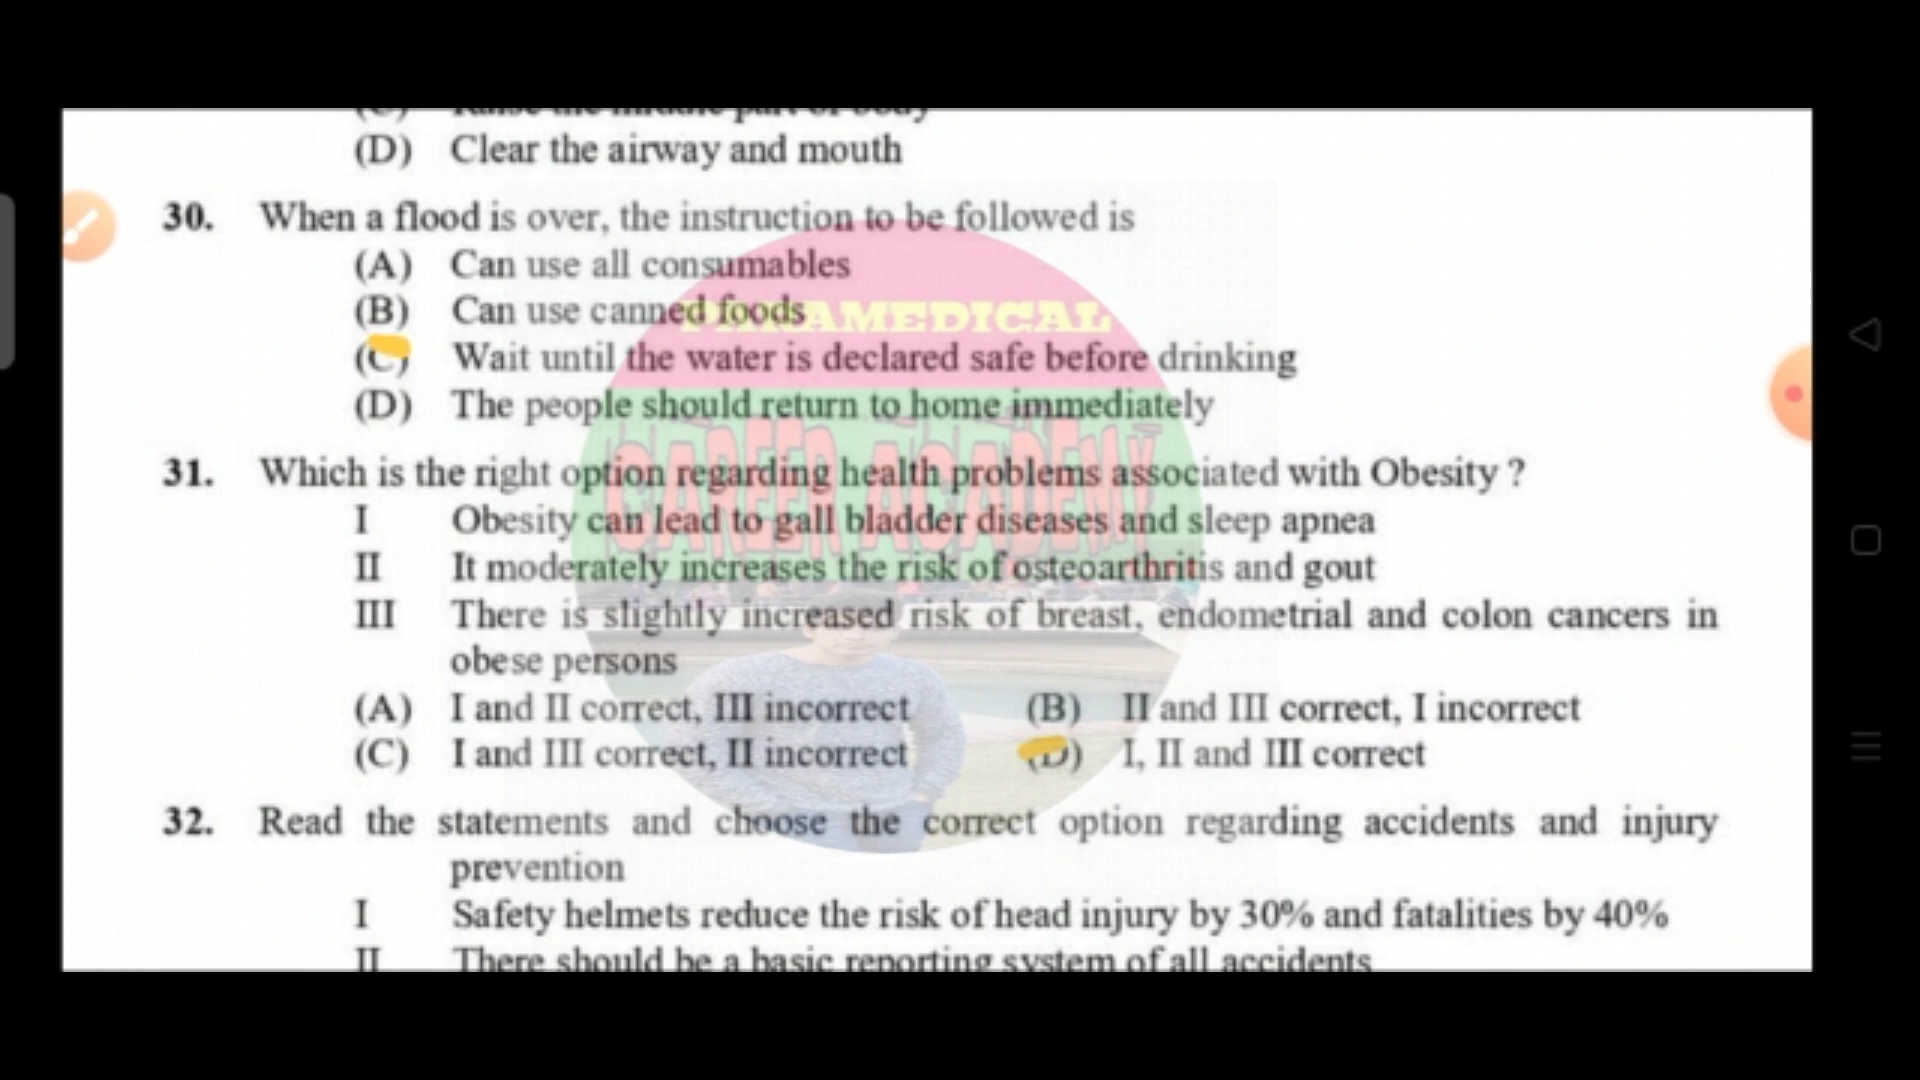 (C) Raise the middle part of body
(D) Clear the airway and mouth
30. When a flood is over, the instruction to be followed is
(A) Can use all consumables
(B) Can use canned foods
PARAMEDICAL
(C) Wait until the water is declared safe before drinking
(D) The people should return to home immediately
CAREER ACADEMY
31. Which is the right option regarding health problems associated with Obesity ?
I Obesity can lead to gall bladder diseases and sleep apnea
II It moderately increases the risk of osteoarthritis and gout
III There is slightly increased risk of breast, endometrial and colon cancers in
obese persons
(A) I and II correct, III incorrect (B) II and III correct, I incorrect
(C) I and III correct, II incorrect (D) I, II and III correct
32. Read the statements and choose the correct option regarding accidents and injury
prevention
I Safety helmets reduce the risk of head injury by 30% and fatalities by 40%
II There should be a basic reporting system of all accidents